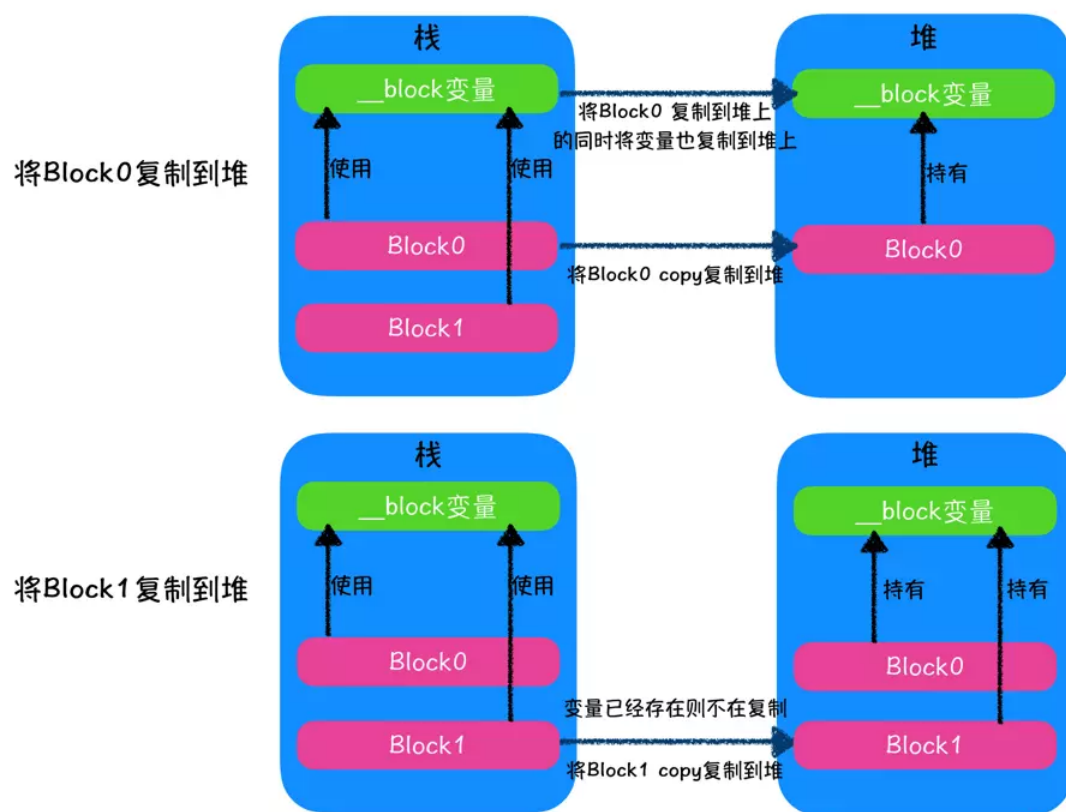 栈
堆
__block变量
__block变量
将Block0 复制到堆上
的同时将变量也复制到堆上
将Block0复制到堆
使用
使用
持有
Block0
Block0
将Block0 copy复制到堆
Block1
栈
堆
__block变量
__block变量
将Block1复制到堆
使用
使用
持有
持有
Block0
Block0
变量已经存在则不在复制
Block1
Block1
将Block1 copy复制到堆